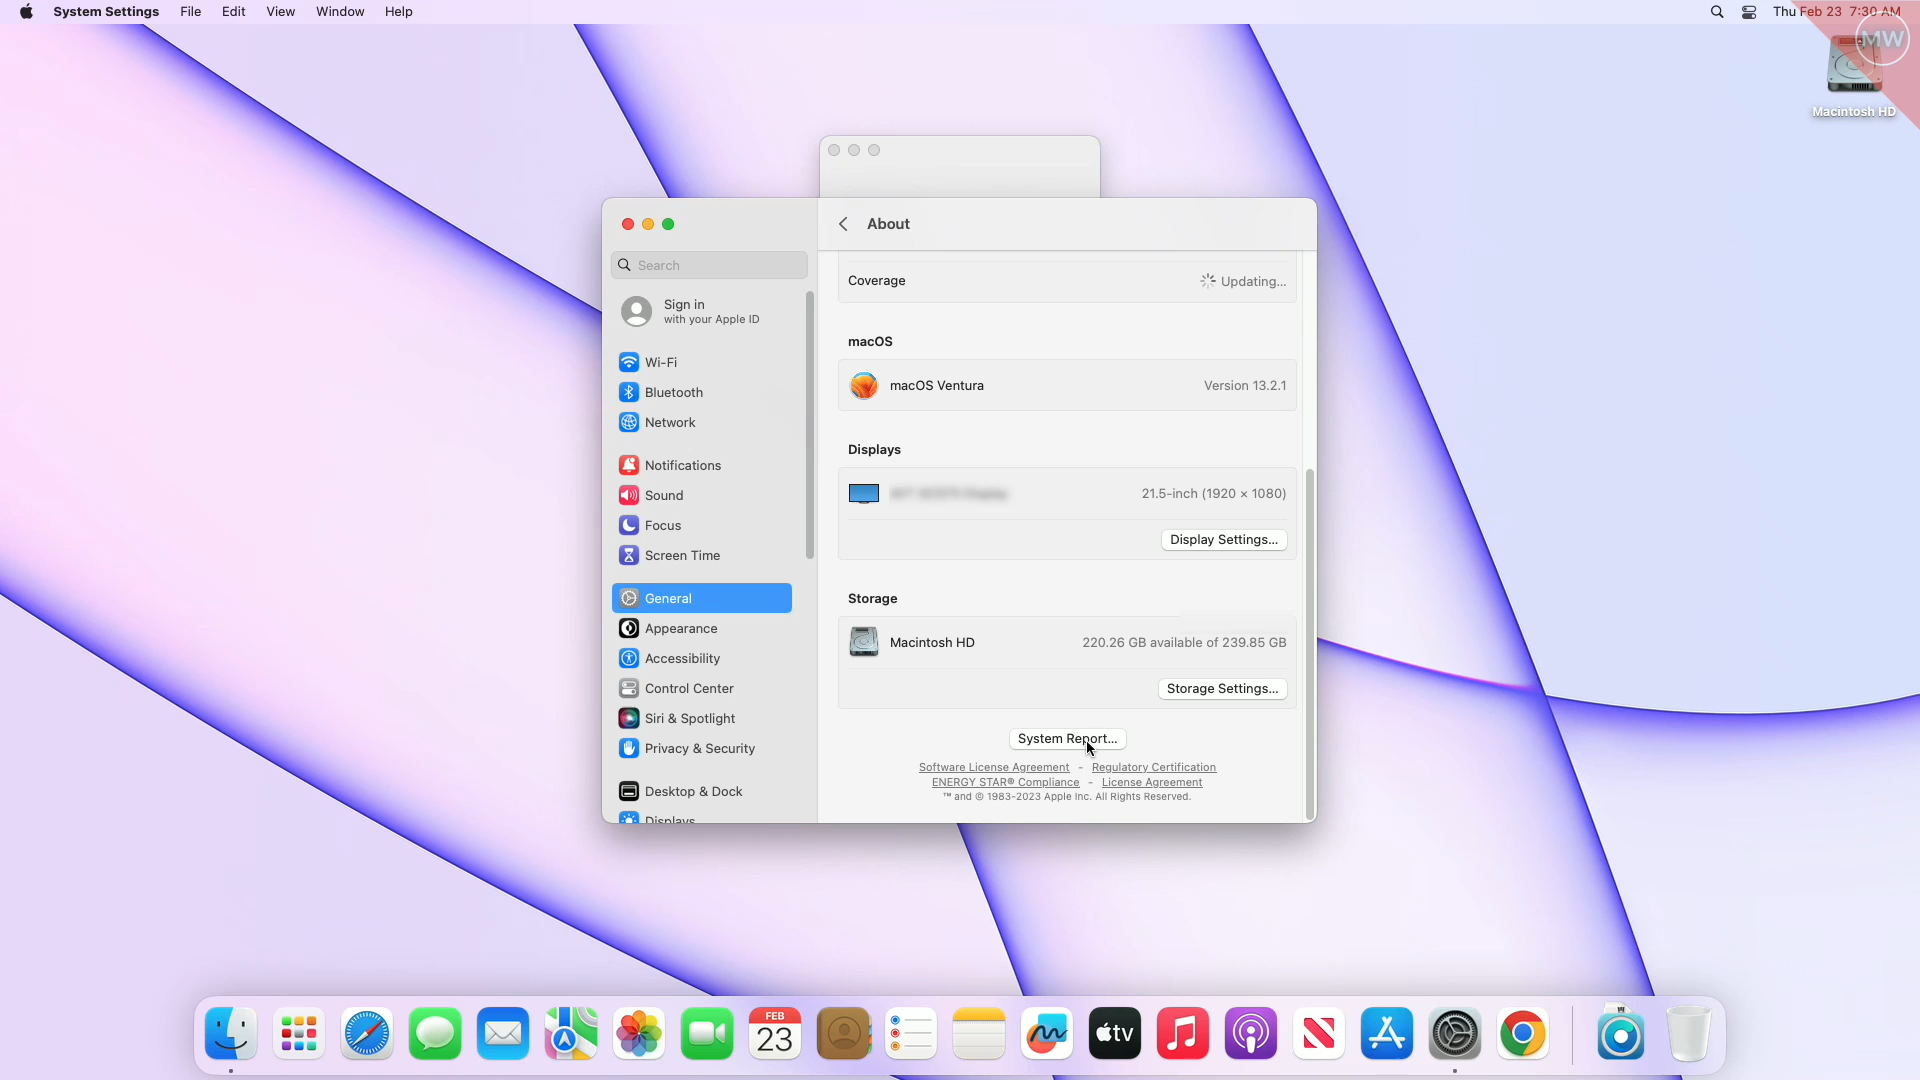 System Settings File Edit View Window Help
Thu Feb 23 7:30 AM
MW
Macintosh HD
About
Search
Coverage
Updating...
Sign in
with your Apple ID
macOS
Wi-Fi
macOS Ventura
Version 13.2.1
Bluetooth
Network
Displays
Notifications
21.5-inch (1920 × 1080)
Sound
Focus
Display Settings...
Screen Time
General
Storage
Appearance
Macintosh HD
220.26 GB available of 239.85 GB
Accessibility
Control Center
Storage Settings...
Siri & Spotlight
Privacy & Security
System Report...
Software License Agreement - Regulatory Certification
ENERGY STAR® Compliance - License Agreement
™ and © 1983-2023 Apple Inc. All Rights Reserved.
Desktop & Dock
Displays
FEB
23
tv